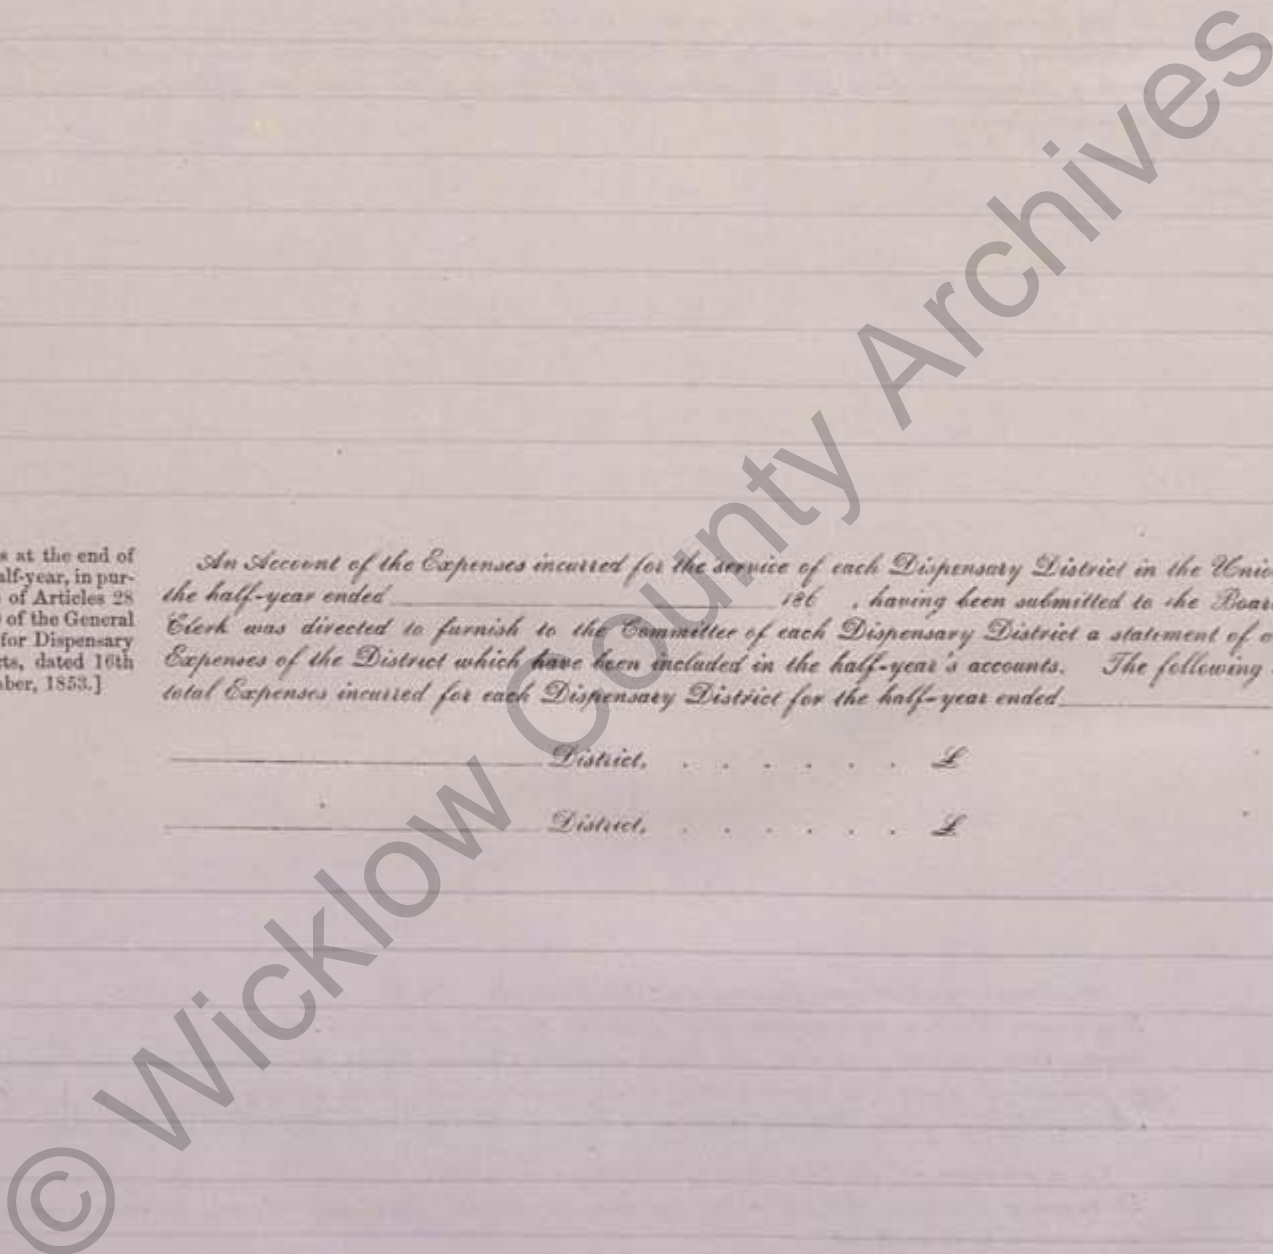 s at the end of
alf-year, in pur-
of Articles 28
of the General
for Dispensary
cts, dated 16th
ber, 1853.]
An Account of the Expenses incurred for the service of each Dispensary District in the Unio
the half-year ended 186 , having been submitted to the Boar
Clerk was directed to furnish to the Committee of each Dispensary District a statement of a
Expenses of the District which have been included in the half-year's accounts. The following
total Expenses incurred for each Dispensary District for the half-year ended
District, . . . . . . £
District, . . . . . . £
© Wicklow County Archives